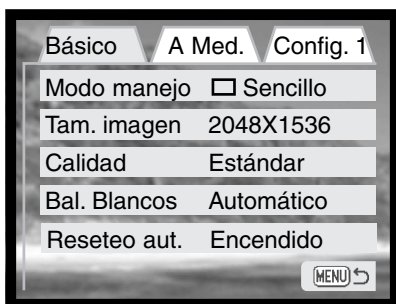 Básico A Med. Config. 1
Modo manejo Sencillo
Tam. imagen 2048X1536
Calidad Estándar
Bal. Blancos Automático
Reseteo aut. Encendido
MENU